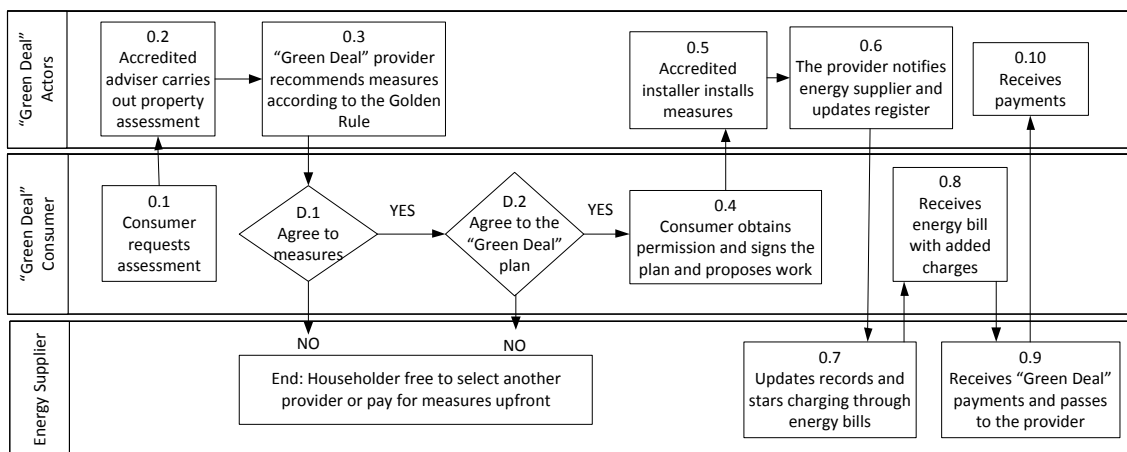 “Green Deal”
Actors
0.2
Accredited
adviser carries
out property
assessment
0.3
“Green Deal” provider
recommends measures
according to the Golden
Rule
0.5
Accredited
installer installs
measures
0.6
The provider notifies
energy supplier and
updates register
0.10
Receives
payments
“Green Deal”
Consumer
0.1
Consumer
requests
assessment
D.1
Agree to
measures
YES
D.2
Agree to the
“Green Deal”
plan
YES
0.4
Consumer obtains
permission and signs the
plan and proposes work
0.8
Receives
energy bill
with added
charges
Energy Supplier
NO
NO
End: Householder free to select another
provider or pay for measures upfront
0.7
Updates records and
stars charging through
energy bills
0.9
Receives “Green Deal”
payments and passes
to the provider